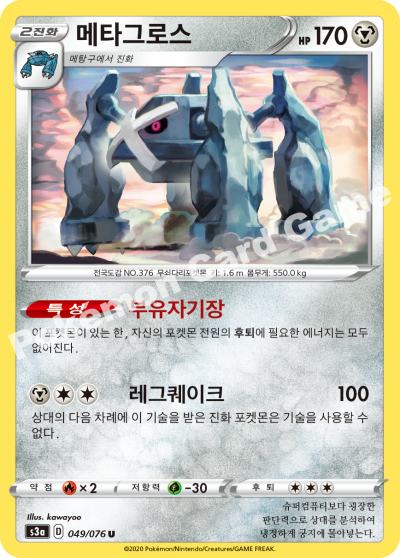 2진화 메타그로스 HP 170
메탕구에서 진화
전국도감 NO.376 무쇠다리포켓몬 키: 1.6 m 몸무게: 550.0 kg
특성 부유자기장
이 포켓몬이 있는 한, 자신의 포켓몬 전원의 후퇴에 필요한 에너지는 모두
없어진다.
레그퀘이크 100
상대의 다음 차례에 이 기술을 받은 진화 포켓몬은 기술을 사용할 수
없다.
약점 ×2 저항력 -30 후퇴
Illus. kawayoo
s3a D 049/076 U
슈퍼컴퓨터보다 굉장한
판단력으로 상대를 분석하여
냉정하게 궁지에 몰아넣는다.
©2020 Pokémon/Nintendo/Creatures/GAME FREAK.
Pokémon Card Game